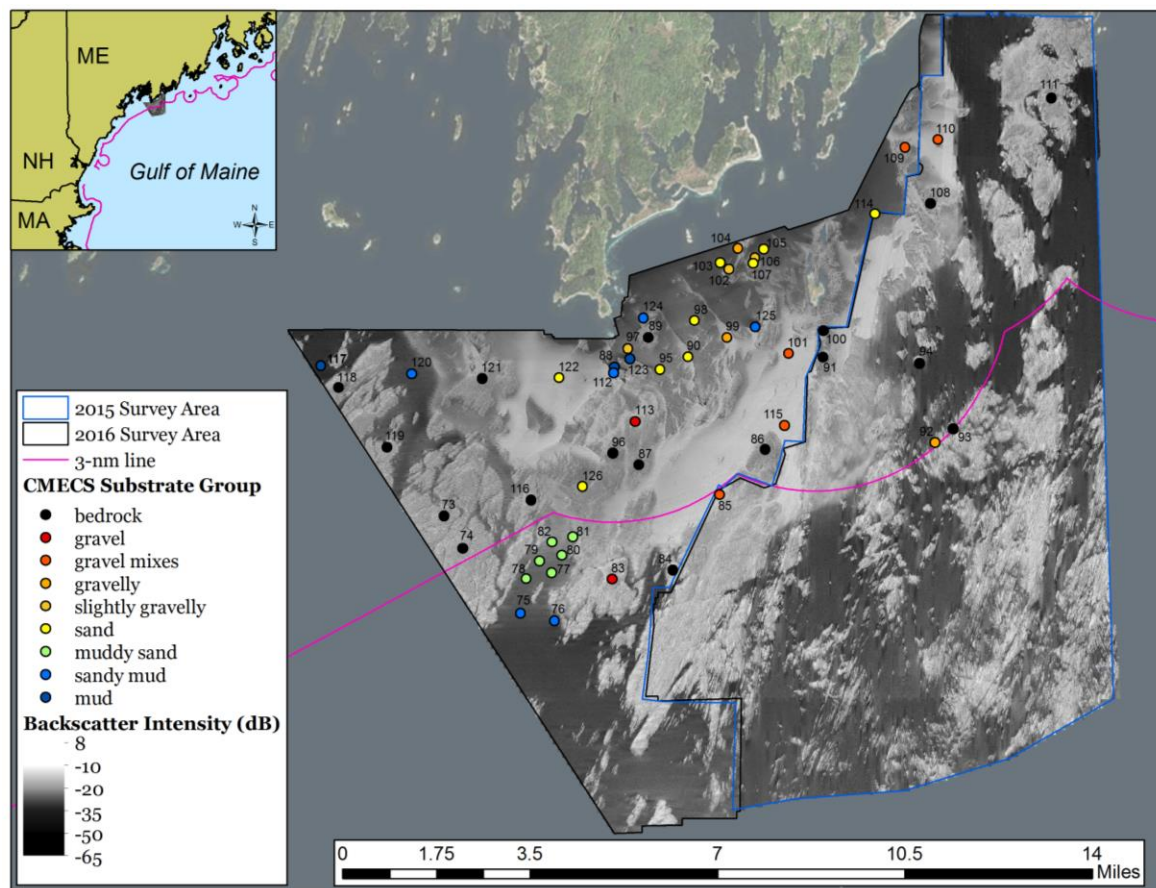 ME
NH
MA
Gulf of Maine
N
W E
S
111
110
109
108
114
104
105
103
106
102
107
124
98
125
89
99
100
97
90
101
88
91
94
117
120
121
122
112
123
95
118
113
115
92
93
119
96
87
86
126
85
116
73
82
81
74
79
80
78
77
83
84
75
76
2015 Survey Area
2016 Survey Area
3-nm line
CMECS Substrate Group
bedrock
gravel
gravel mixes
gravelly
slightly gravelly
sand
muddy sand
sandy mud
mud
Backscatter Intensity (dB)
8
-10
-20
-35
-50
-65
0 1.75 3.5 7 10.5 14
Miles